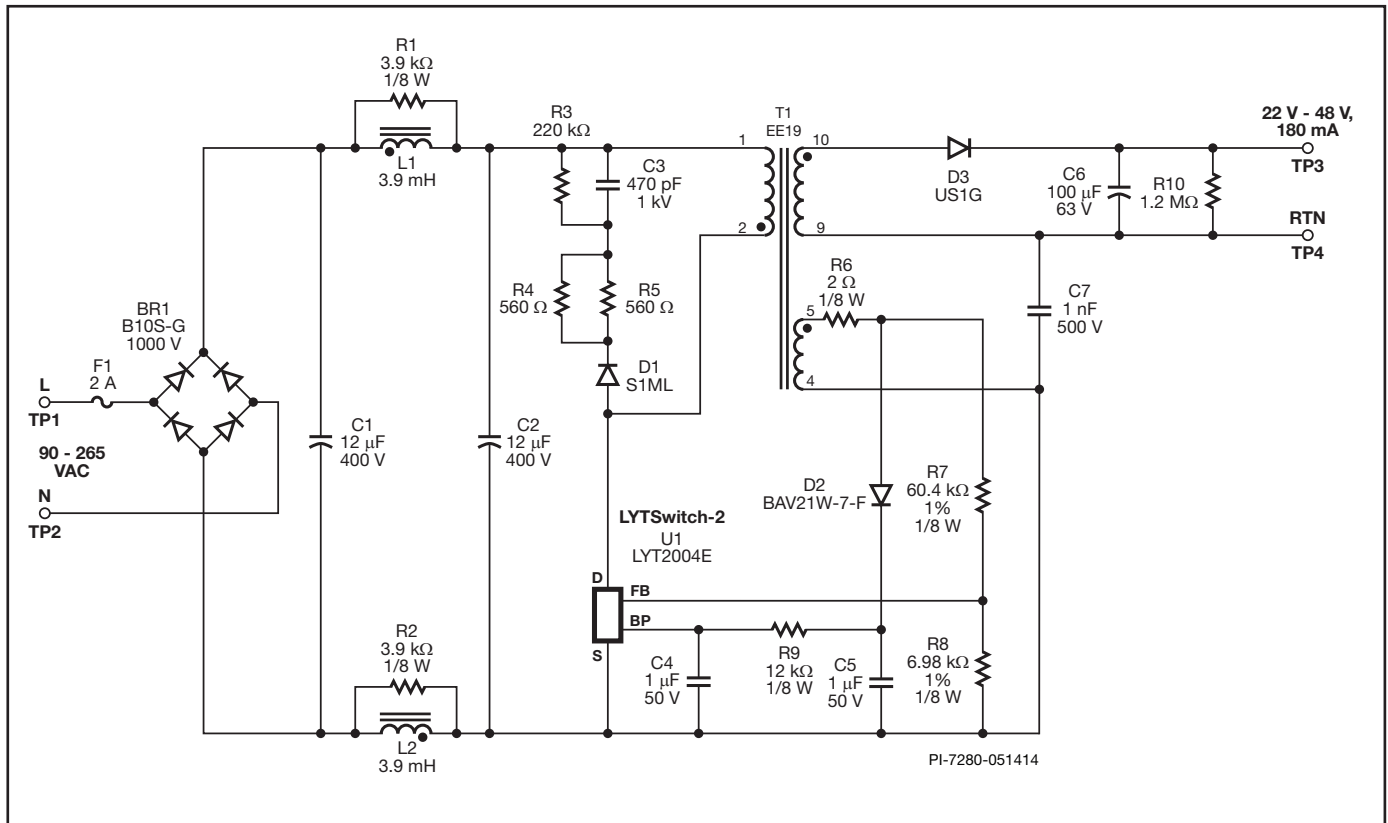 R1
3.9 kΩ
1/8 W
L1
3.9 mH
R3
220 kΩ
C3
470 pF
1 kV
T1
EE19
1
2
10
9
D3
US1G
C6
100 µF
63 V
R10
1.2 MΩ
22 V - 48 V,
180 mA
TP3
RTN
TP4
R4
560 Ω
R5
560 Ω
R6
2 Ω
1/8 W
5
4
C7
1 nF
500 V
BR1
B10S-G
1000 V
F1
2 A
L
TP1
90 - 265
VAC
N
TP2
D1
S1ML
C1
12 µF
400 V
C2
12 µF
400 V
D2
BAV21W-7-F
R7
60.4 kΩ
1%
1/8 W
LYTSwitch-2
U1
LYT2004E
D
FB
BP
S
R2
3.9 kΩ
1/8 W
L2
3.9 mH
C4
1 µF
50 V
R9
12 kΩ
1/8 W
C5
1 µF
50 V
R8
6.98 kΩ
1%
1/8 W
PI-7280-051414